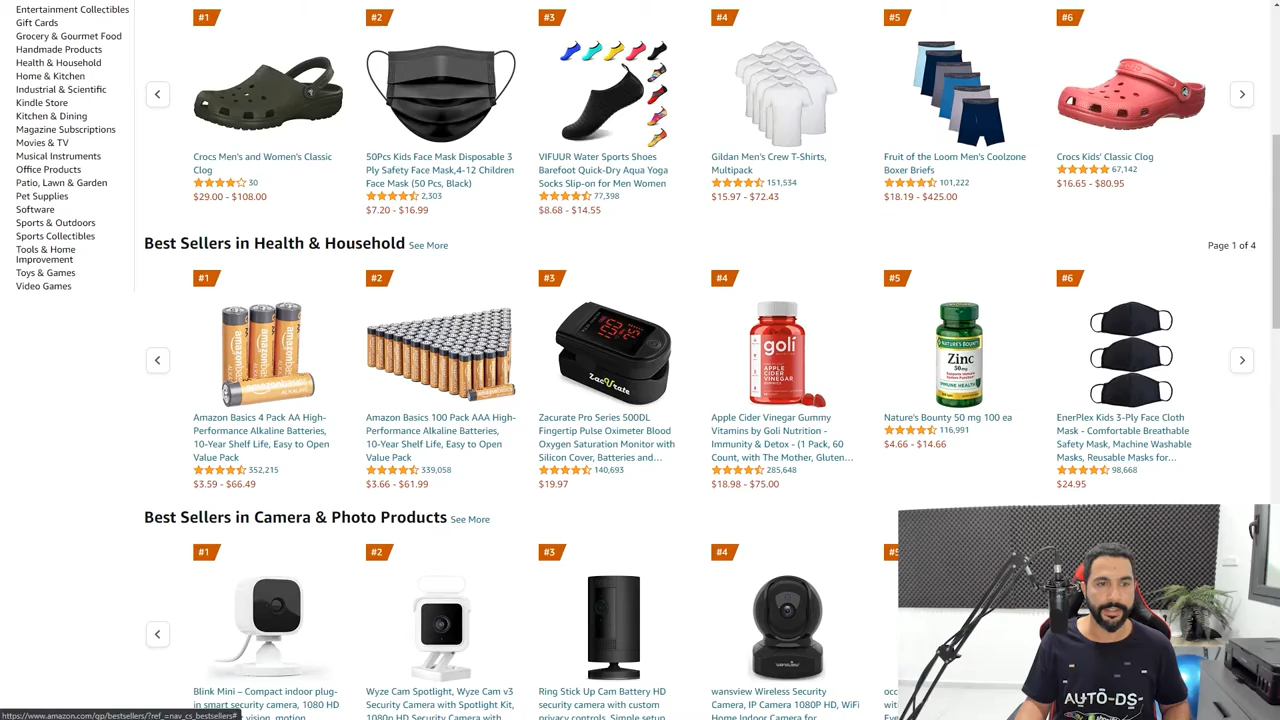 Entertainment Collectibles
Gift Cards
Grocery & Gourmet Food
Handmade Products
Health & Household
Home & Kitchen
Industrial & Scientific
Kindle Store
Kitchen & Dining
Magazine Subscriptions
Movies & TV
Musical Instruments
Office Products
Patio, Lawn & Garden
Pet Supplies
Software
Sports & Outdoors
Sports Collectibles
Tools & Home
Improvement
Toys & Games
Video Games
#1
Crocs Men's and Women's Classic
Clog
30
$29.00 - $108.00
#2
50Pcs Kids Face Mask Disposable 3
Ply Safety Face Mask,4-12 Children
Face Mask (50 Pcs, Black)
2,303
$7.20 - $16.99
#3
VIFUUR Water Sports Shoes
Barefoot Quick-Dry Aqua Yoga
Socks Slip-on for Men Women
77,398
$8.68 - $14.55
#4
Gildan Men's Crew T-Shirts,
Multipack
151,534
$15.97 - $72.43
#5
Fruit of the Loom Men's Coolzone
Boxer Briefs
101,222
$18.19 - $425.00
#6
Crocs Kids' Classic Clog
67,142
$16.65 - $80.95
Best Sellers in Health & Household See More
Page 1 of 4
#1
Amazon Basics 4 Pack AA High-
Performance Alkaline Batteries,
10-Year Shelf Life, Easy to Open
Value Pack
352,215
$3.59 - $66.49
#2
Amazon Basics 100 Pack AAA High-
Performance Alkaline Batteries,
10-Year Shelf Life, Easy to Open
Value Pack
339,058
$3.66 - $61.99
#3
Zacurate
Zacurate Pro Series 500DL
Fingertip Pulse Oximeter Blood
Oxygen Saturation Monitor with
Silicon Cover, Batteries and…
140,693
$19.97
#4
goli
APPLE
CIDER
VINEGAR
Apple Cider Vinegar Gummy
Vitamins by Goli Nutrition -
Immunity & Detox - (1 Pack, 60
Count, with The Mother, Gluten…
285,648
$18.98 - $75.00
#5
NATURE'S BOUNTY
Zinc
50mg
IMMUNE HEALTH
Nature's Bounty 50 mg 100 ea
116,991
$4.66 - $14.66
#6
EnerPlex Kids 3-Ply Face Cloth
Mask - Comfortable Breathable
Safety Mask, Machine Washable
Masks, Reusable Masks for…
98,668
$24.95
Best Sellers in Camera & Photo Products See More
#1
Blink Mini – Compact indoor plug-
in smart security camera, 1080 HD
vision, motion
#2
Wyze Cam Spotlight, Wyze Cam v3
Security Camera with Spotlight Kit,
1080p HD Security Camera with
#3
Ring Stick Up Cam Battery HD
security camera with custom
privacy controls, Simple setup
#4
wansview
wansview Wireless Security
Camera, IP Camera 1080P HD, WiFi
Home Indoor Camera for
AUTO-DS
https://www.amazon.com/gp/bestsellers/?ref_=nav_cs_bestsellers#